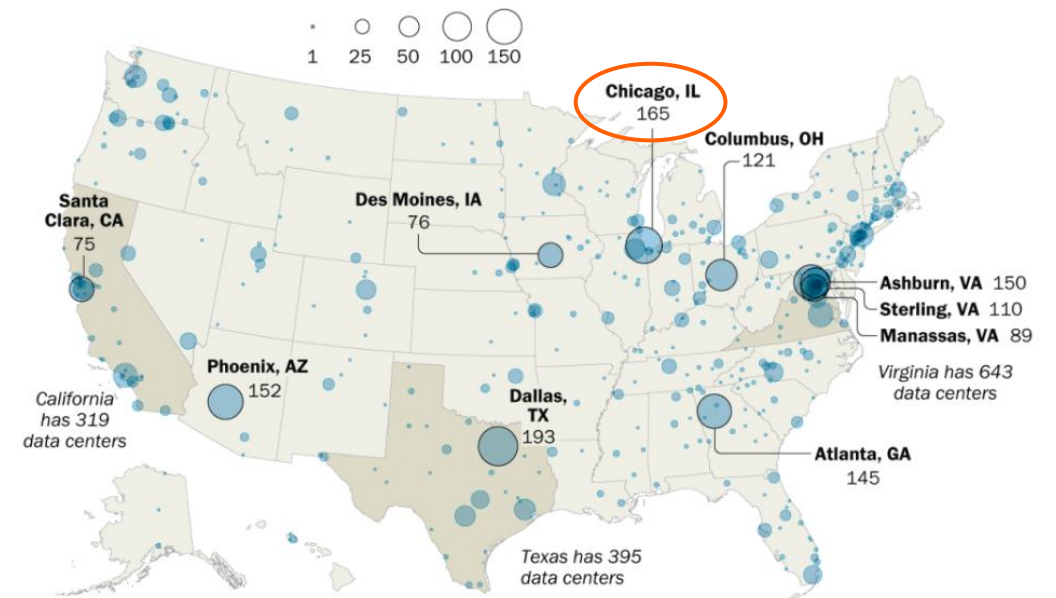 1 25 50 100 150
Chicago, IL
165
Columbus, OH
121
Des Moines, IA
76
Santa
Clara, CA
75
Ashburn, VA 150
Sterling, VA 110
Manassas, VA 89
Virginia has 643
data centers
Phoenix, AZ
152
California
has 319
data centers
Dallas,
TX
193
Atlanta, GA
145
Texas has 395
data centers